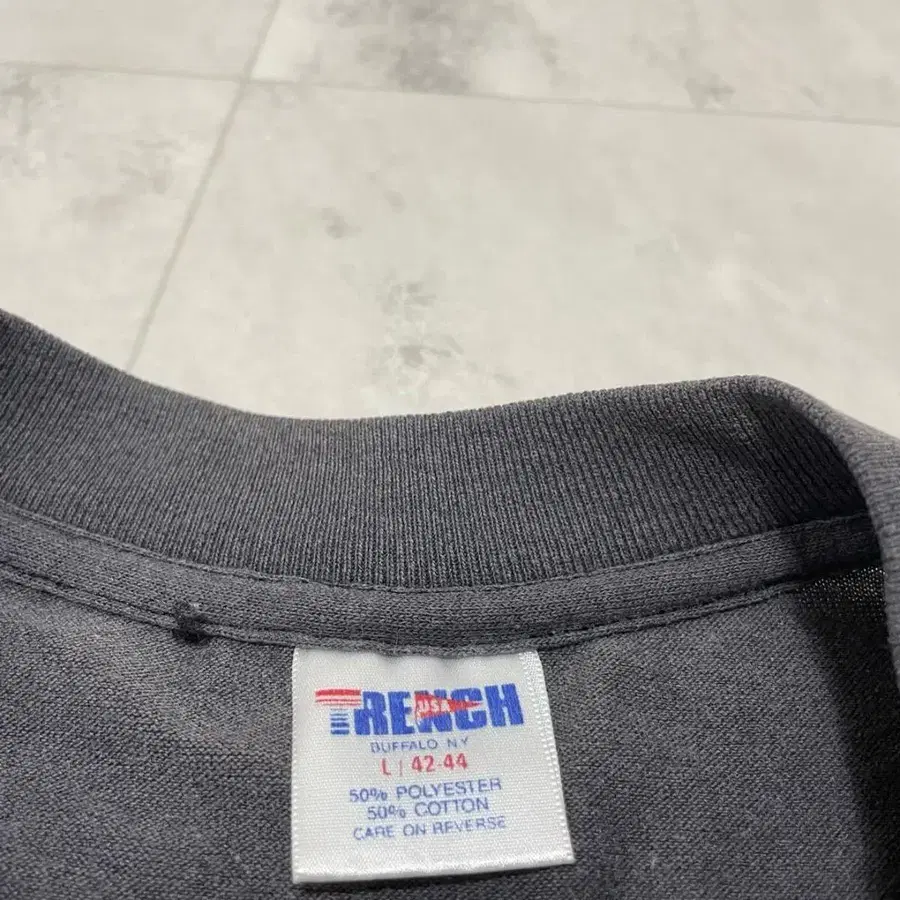 TRENCH
USA
BUFFALO NY
L | 42-44
50% POLYESTER
50% COTTON
CARE ON REVERSE